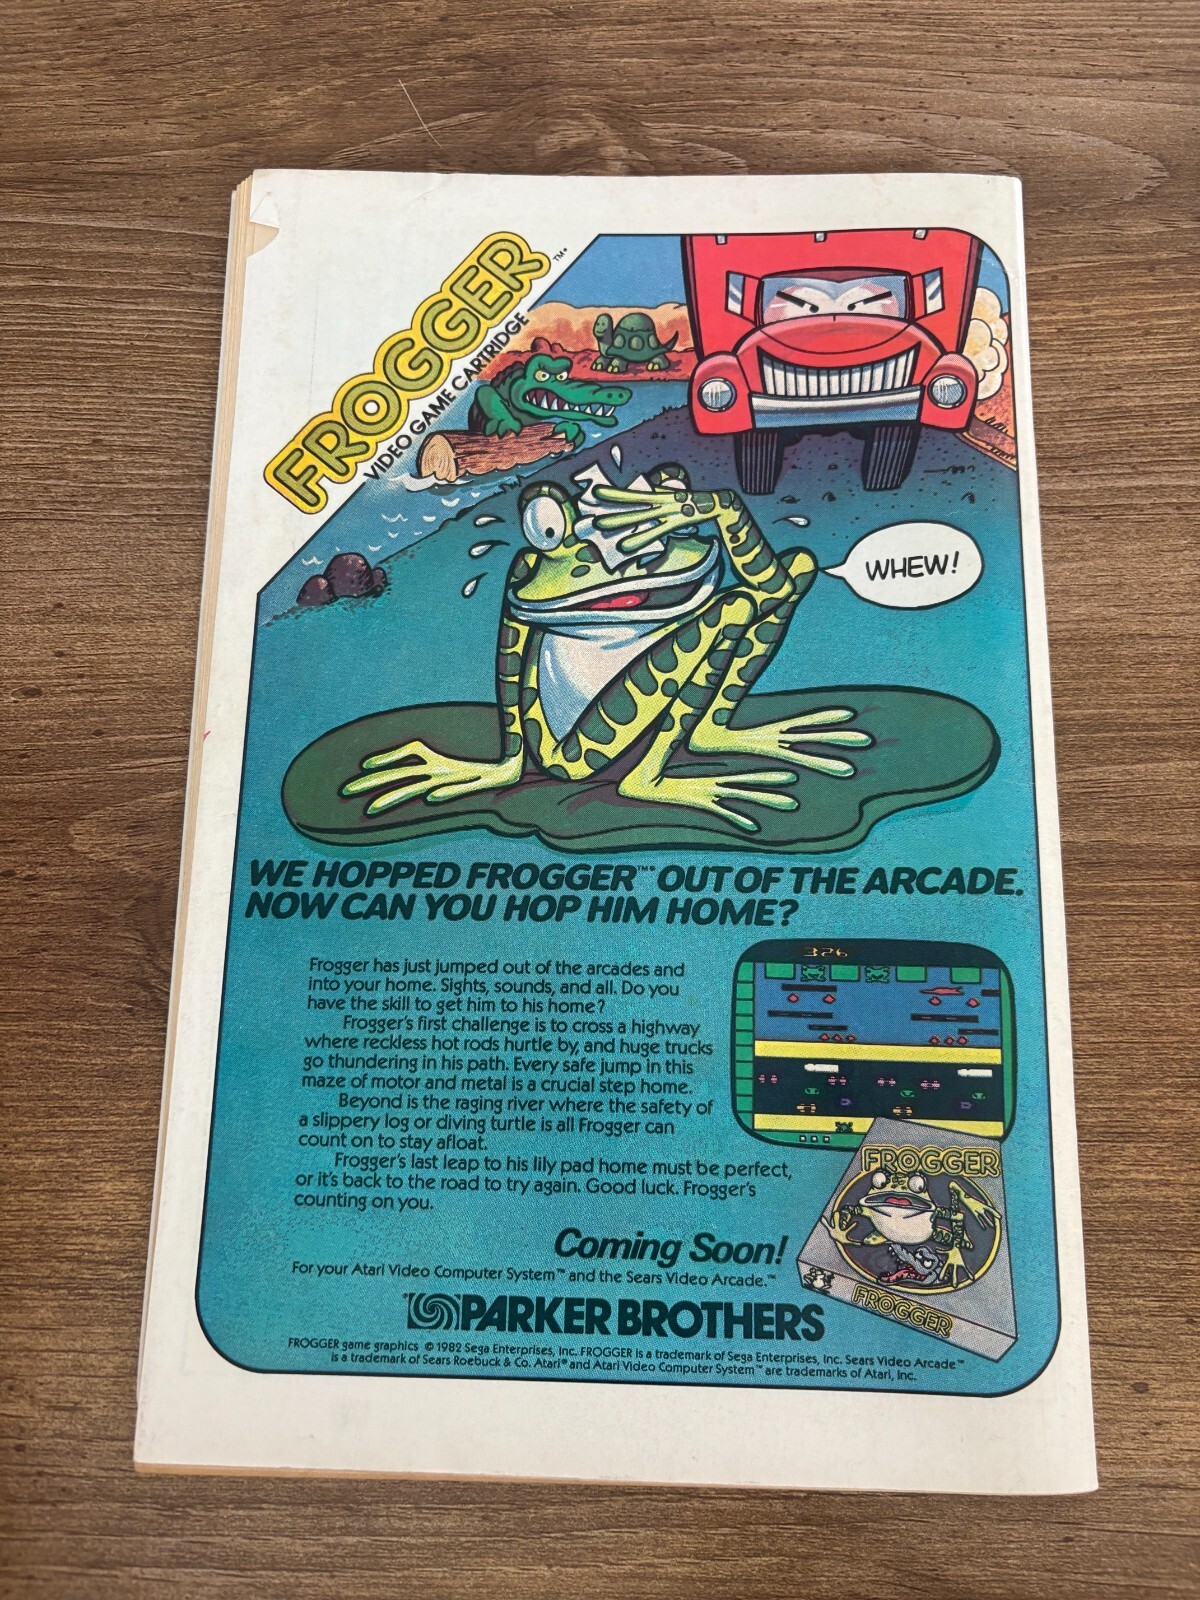 FROGGER™
VIDEO GAME CARTRIDGE
WHEW!
WE HOPPED FROGGER™ OUT OF THE ARCADE.
NOW CAN YOU HOP HIM HOME?
326
Frogger has just jumped out of the arcades and
into your home. Sights, sounds, and all. Do you
have the skill to get him to his home?
Frogger's first challenge is to cross a highway
where reckless hot rods hurtle by, and huge trucks
go thundering in his path. Every safe jump in this
maze of motor and metal is a crucial step home.
Beyond is the raging river where the safety of
a slippery log or diving turtle is all Frogger can
count on to stay afloat.
Frogger's last leap to his lily pad home must be perfect,
or it's back to the road to try again. Good luck. Frogger's
counting on you.
FROGGER
FROGGER
Coming Soon!
For your Atari Video Computer System™ and the Sears Video Arcade.™
PARKER BROTHERS
FROGGER game graphics © 1982 Sega Enterprises, Inc. FROGGER is a trademark of Sega Enterprises, Inc. Sears Video Arcade™
is a trademark of Sears Roebuck & Co. Atari® and Atari Video Computer System™ are trademarks of Atari, Inc.